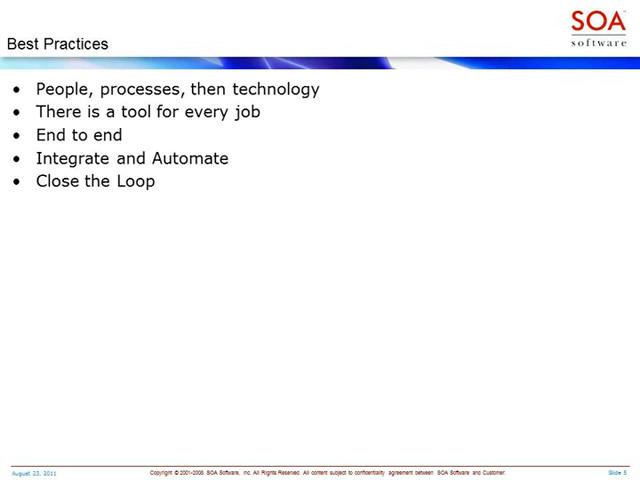 SOA™
software
Best Practices
• People, processes, then technology
• There is a tool for every job
• End to end
• Integrate and Automate
• Close the Loop
August 23, 2011
Copyright © 2001-2008 SOA Software, Inc. All Rights Reserved. All content subject to confidentiality agreement between SOA Software and Customer.
Slide 5